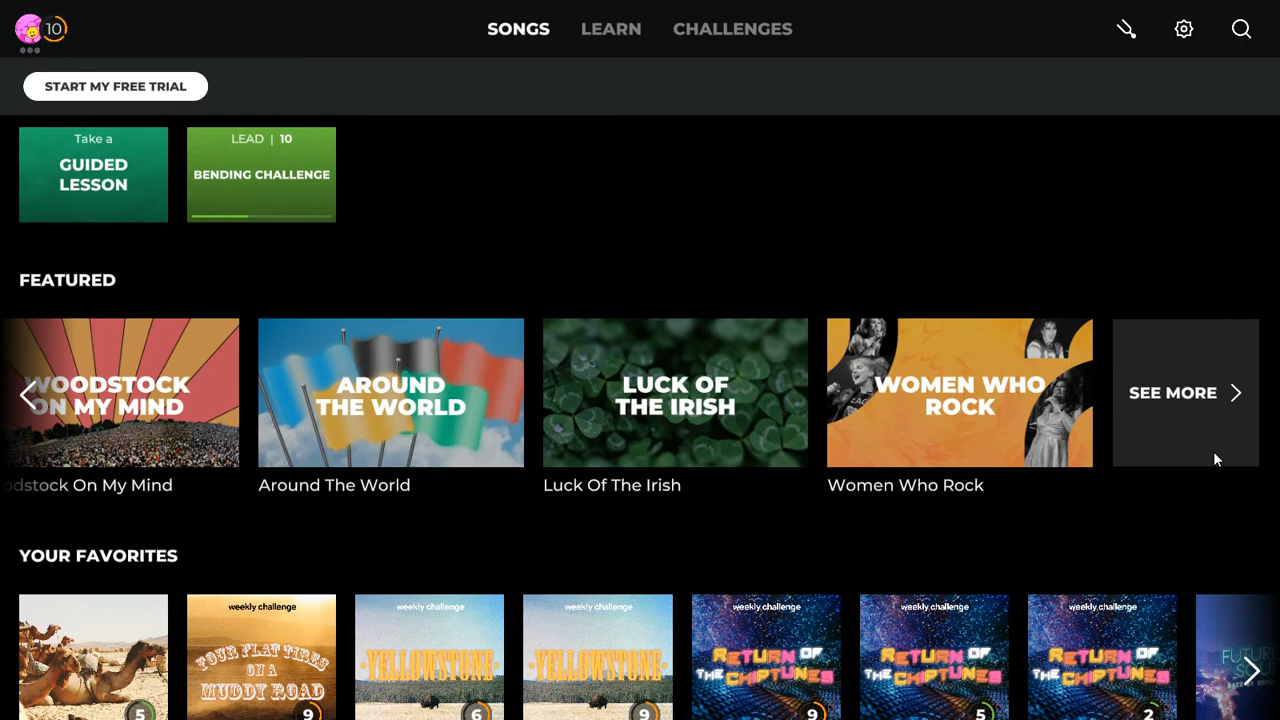 10
SONGS
LEARN
CHALLENGES
START MY FREE TRIAL
Take a
GUIDED
LESSON
LEAD | 10
BENDING CHALLENGE
FEATURED
WOODSTOCK
ON MY MIND
AROUND
THE WORLD
LUCK OF
THE IRISH
WOMEN WHO
ROCK
SEE MORE
odstock On My Mind
Around The World
Luck Of The Irish
Women Who Rock
YOUR FAVORITES
5
weekly challenge
FOUR FLAT TIRES
ON A
MUDDY ROAD
9
weekly challenge
YELLOWSTONE
6
weekly challenge
YELLOWSTONE
9
weekly challenge
RETURN OF
THE CHIPTUNES
9
weekly challenge
RETURN OF
THE CHIPTUNES
5
weekly challenge
RETURN OF
THE CHIPTUNES
2